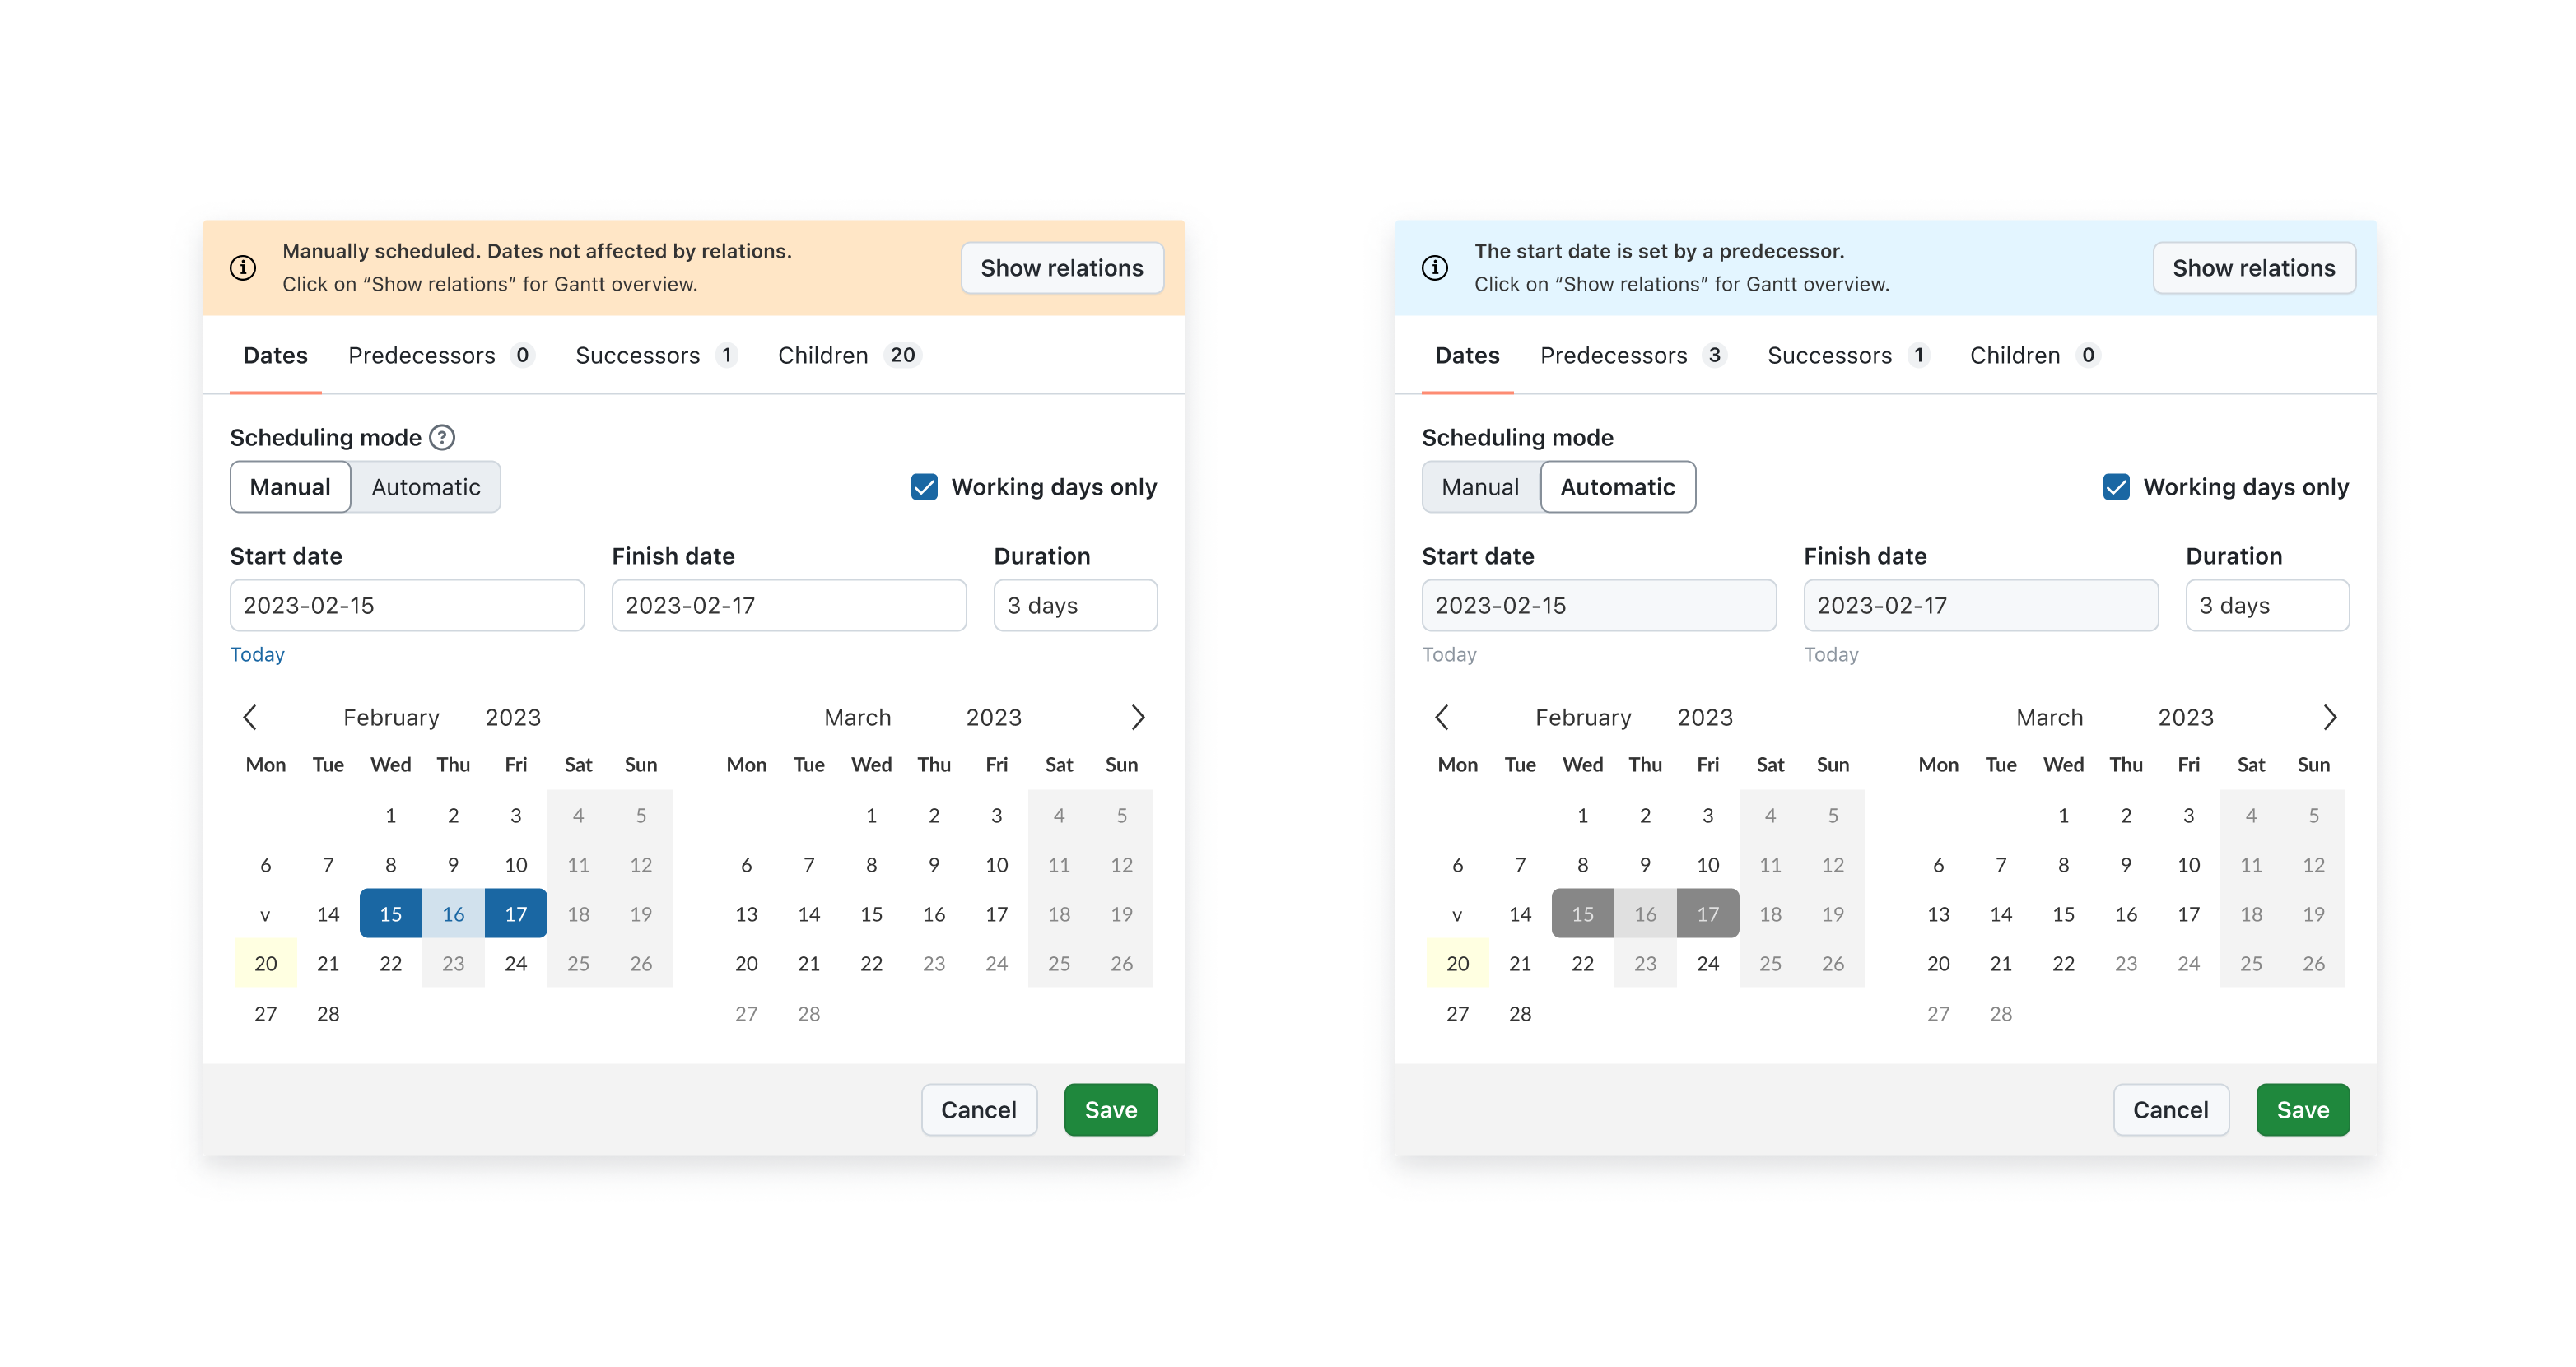 Manually scheduled. Dates not affected by relations.
Click on “Show relations” for Gantt overview.
Show relations
Dates Predecessors 0 Successors 1 Children 20
Scheduling mode ?
Manual Automatic Working days only
Start date Finish date Duration
2023-02-15 2023-02-17 3 days
Today
February 2023 March 2023
Mon Tue Wed Thu Fri Sat Sun Mon Tue Wed Thu Fri Sat Sun
1 2 3 4 5 1 2 3 4 5
6 7 8 9 10 11 12 6 7 8 9 10 11 12
v 14 15 16 17 18 19 13 14 15 16 17 18 19
20 21 22 23 24 25 26 20 21 22 23 24 25 26
27 28 27 28
Cancel Save
The start date is set by a predecessor.
Click on “Show relations” for Gantt overview.
Show relations
Dates Predecessors 3 Successors 1 Children 0
Scheduling mode
Manual Automatic Working days only
Start date Finish date Duration
2023-02-15 2023-02-17 3 days
Today Today
February 2023 March 2023
Mon Tue Wed Thu Fri Sat Sun Mon Tue Wed Thu Fri Sat Sun
1 2 3 4 5 1 2 3 4 5
6 7 8 9 10 11 12 6 7 8 9 10 11 12
v 14 15 16 17 18 19 13 14 15 16 17 18 19
20 21 22 23 24 25 26 20 21 22 23 24 25 26
27 28 27 28
Cancel Save